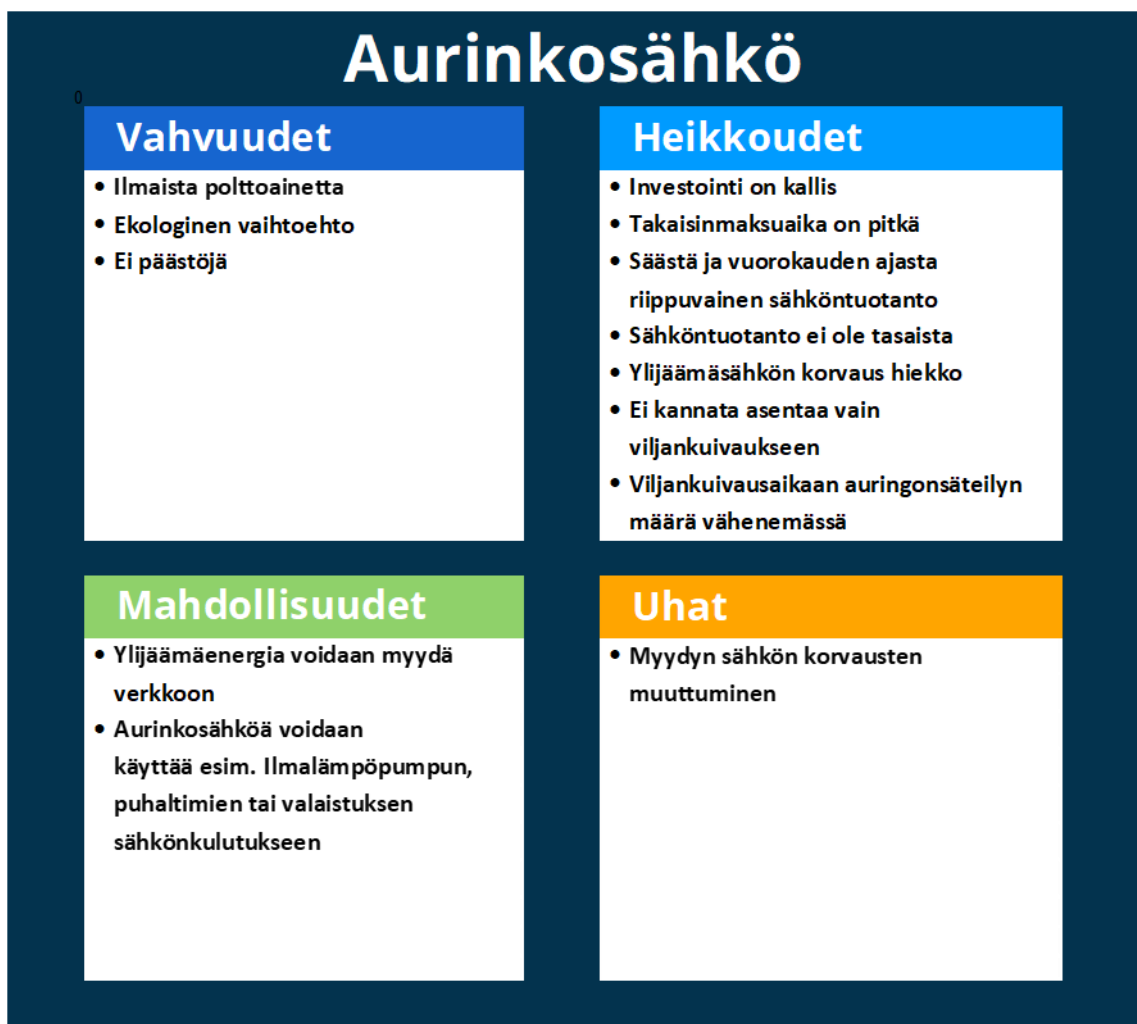 Aurinkosähkö
0
Vahvuudet
• Ilmaista polttoainetta
• Ekologinen vaihtoehto
• Ei päästöjä
Heikkoudet
• Investointi on kallis
• Takaisinmaksuaika on pitkä
• Säästä ja vuorokauden ajasta
riippuvainen sähköntuotanto
• Sähköntuotanto ei ole tasaista
• Ylijäämäsähkön korvaus hiekko
• Ei kannata asentaa vain
viljankuivaukseen
• Viljankuivausaikaan auringonsäteilyn
määrä vähenemässä
Mahdollisuudet
• Ylijäämäenergia voidaan myydä
verkkoon
• Aurinkosähköä voidaan
käyttää esim. Ilmalämpöpumpun,
puhaltimien tai valaistuksen
sähkönkulutukseen
Uhat
• Myydyn sähkön korvausten
muuttuminen